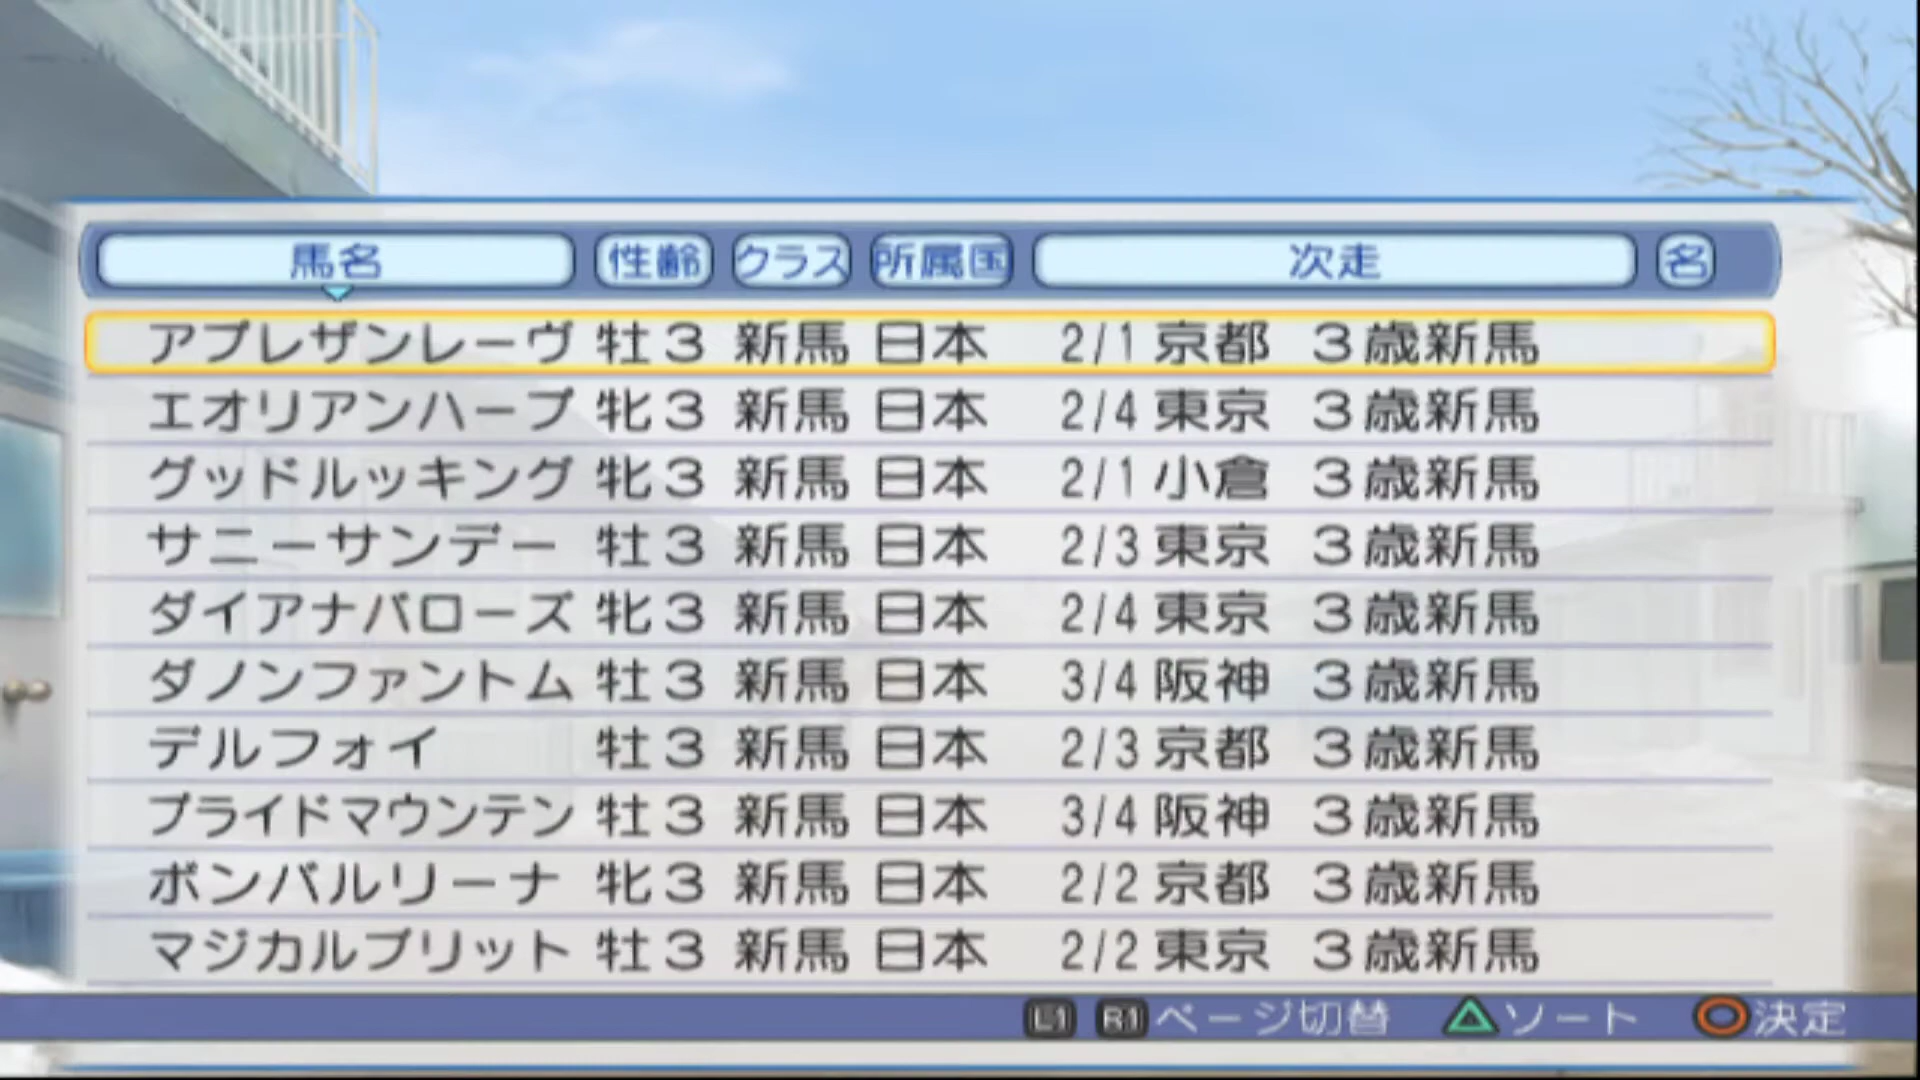 馬名 性齢 クラス 所属国 次走 名
アプレザンレーヴ 牡3 新馬 日本 2/1 京都 3歳新馬
エオリアンハープ 牝3 新馬 日本 2/4 東京 3歳新馬
グッドルッキング 牝3 新馬 日本 2/1 小倉 3歳新馬
サニーサンデー 牡3 新馬 日本 2/3 東京 3歳新馬
ダイアナバローズ 牝3 新馬 日本 2/4 東京 3歳新馬
ダノンファントム 牡3 新馬 日本 3/4 阪神 3歳新馬
デルフォイ 牡3 新馬 日本 2/3 京都 3歳新馬
プライドマウンテン 牡3 新馬 日本 3/4 阪神 3歳新馬
ボンバルリーナ 牝3 新馬 日本 2/2 京都 3歳新馬
マジカルブリット 牡3 新馬 日本 2/2 東京 3歳新馬
L1 R1 ページ切替 △ソート ○決定